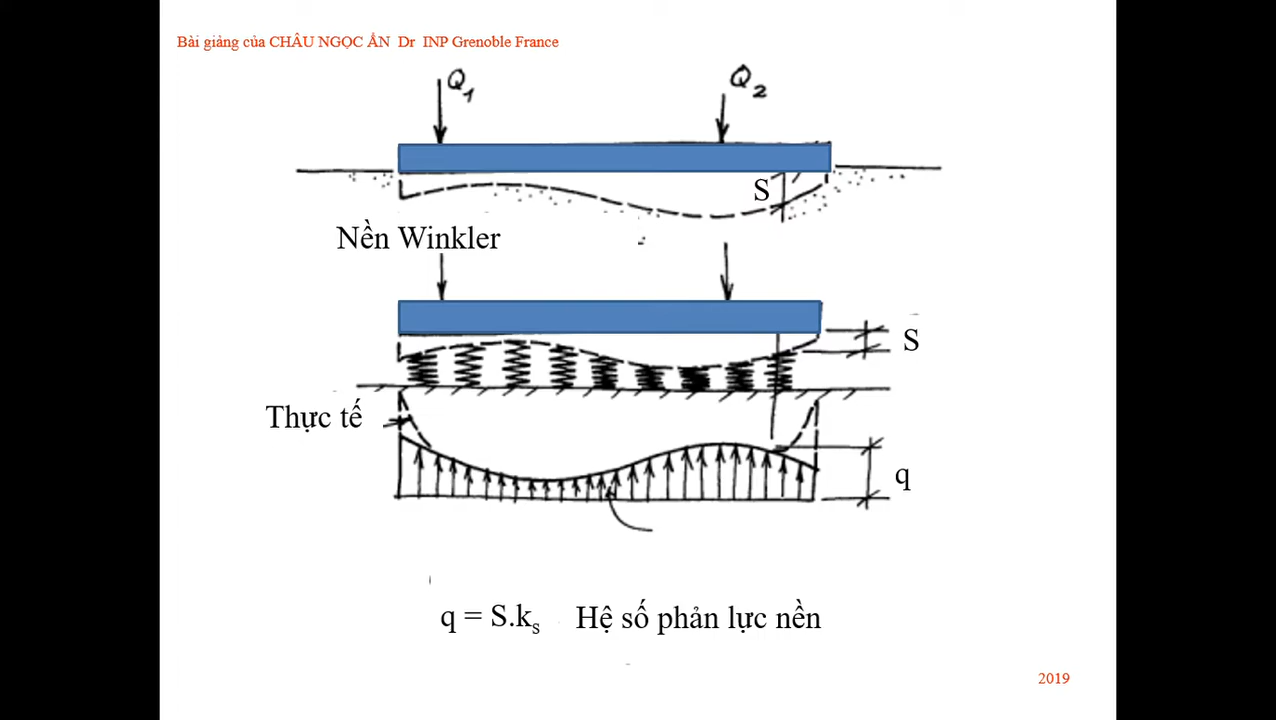 Bài giảng của CHÂU NGỌC ẨN Dr INP Grenoble France
Q1
Q2
S
Nền Winkler
S
Thực tế
q
q = S.ks Hệ số phản lực nền
2019